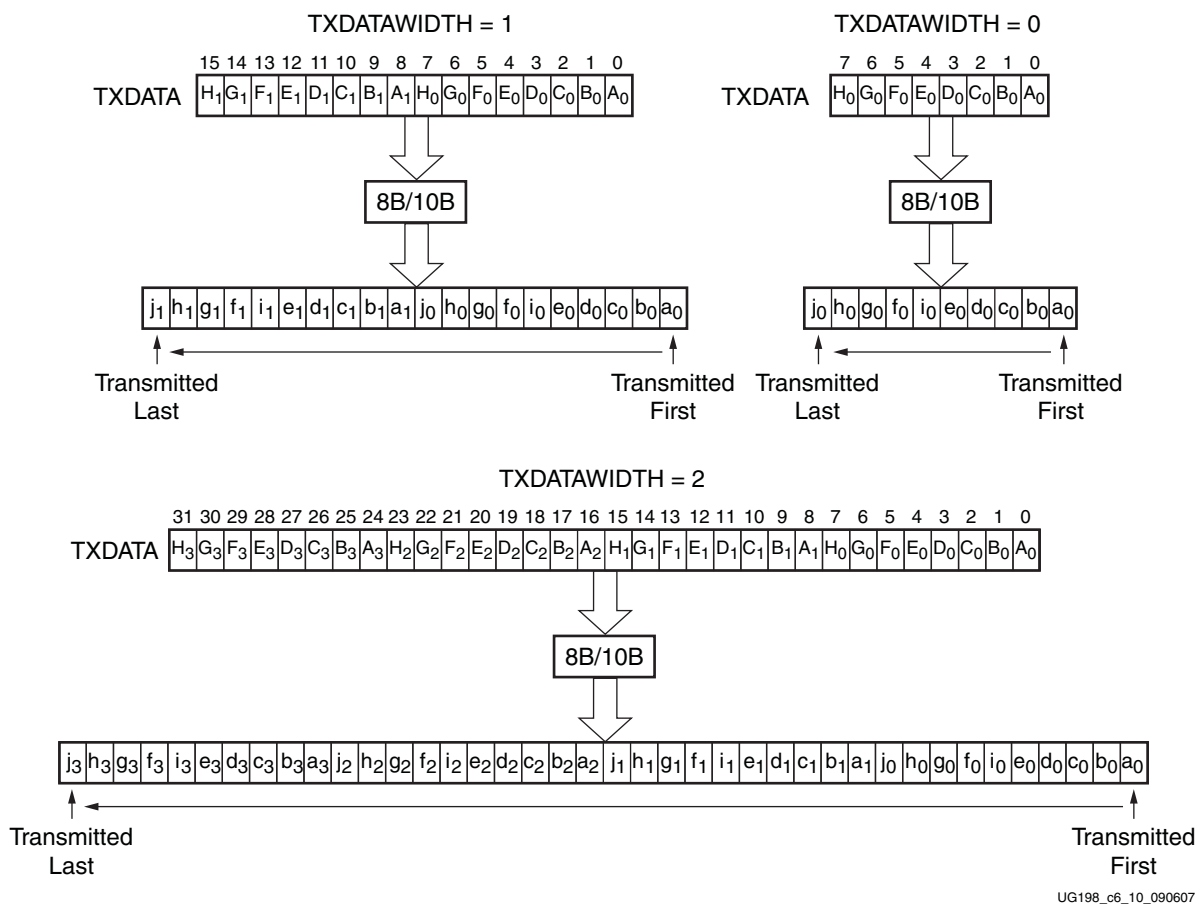 TXDATAWIDTH = 1
TXDATAWIDTH = 0
15 14 13 12 11 10 9 8 7 6 5 4 3 2 1 0
7 6 5 4 3 2 1 0
TXDATA H₁ G₁ F₁ E₁ D₁ C₁ B₁ A₁ H₀ G₀ F₀ E₀ D₀ C₀ B₀ A₀
TXDATA H₀ G₀ F₀ E₀ D₀ C₀ B₀ A₀
8B/10B
8B/10B
j₁ h₁ g₁ f₁ i₁ e₁ d₁ c₁ b₁ a₁ j₀ h₀ g₀ f₀ i₀ e₀ d₀ c₀ b₀ a₀
j₀ h₀ g₀ f₀ i₀ e₀ d₀ c₀ b₀ a₀
Transmitted
Last
Transmitted
First
Transmitted
Last
Transmitted
First
TXDATAWIDTH = 2
31 30 29 28 27 26 25 24 23 22 21 20 19 18 17 16 15 14 13 12 11 10 9 8 7 6 5 4 3 2 1 0
TXDATA H₃ G₃ F₃ E₃ D₃ C₃ B₃ A₃ H₂ G₂ F₂ E₂ D₂ C₂ B₂ A₂ H₁ G₁ F₁ E₁ D₁ C₁ B₁ A₁ H₀ G₀ F₀ E₀ D₀ C₀ B₀ A₀
8B/10B
j₃ h₃ g₃ f₃ i₃ e₃ d₃ c₃ b₃ a₃ j₂ h₂ g₂ f₂ i₂ e₂ d₂ c₂ b₂ a₂ j₁ h₁ g₁ f₁ i₁ e₁ d₁ c₁ b₁ a₁ j₀ h₀ g₀ f₀ i₀ e₀ d₀ c₀ b₀ a₀
Transmitted
Last
Transmitted
First
UG198_c6_10_090607